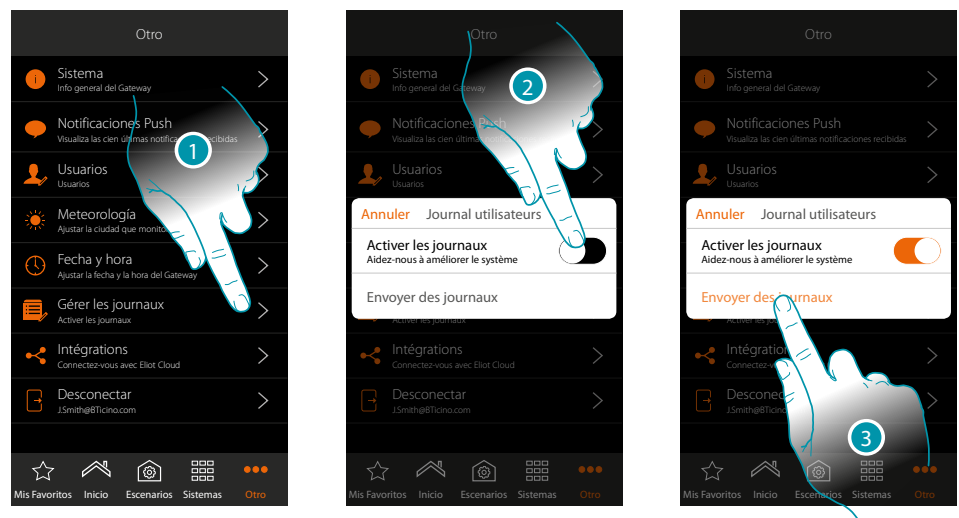 Otro
Sistema
Info general del Gateway
Notificaciones Push
Visualiza las cien últimas notificaciones recibidas
1
Usuarios
Usuarios
Meteorología
Ajustar la ciudad que monito
Fecha y hora
Ajustar la fecha y la hora del Gateway
Gérer les journaux
Activer les journaux
Intégrations
Connectez-vous avec Eliot Cloud
Desconectar
J.Smith@BTicino.com
Mis Favoritos Inicio Escenarios Sistemas Otro
Otro
Sistema
Info general del Gateway
2
Notificaciones Push
Visualiza las cien últimas
Usuarios
Usuarios
Annuler Journal utilisateurs
Activer les journaux
Aidez-nous à améliorer le système
Envoyer des journaux
Activer les journaux
Intégrations
Connectez-vous avec Eliot Cloud
Desconectar
J.Smith@BTicino.com
Mis Favoritos Inicio Escenarios Sistemas Otro
Otro
Sistema
Info general del Gateway
Notificaciones Push
Visualiza las cien últimas notificaciones recibidas
Usuarios
Usuarios
Annuler Journal utilisateurs
Activer les journaux
Aidez-nous à améliorer le système
Envoyer des journaux
Activer les jou
Intégration
Connectez-v
Desconec
J.Smith@BTicino
3
Mis Favoritos Inicio Escenarios Sistemas Otro